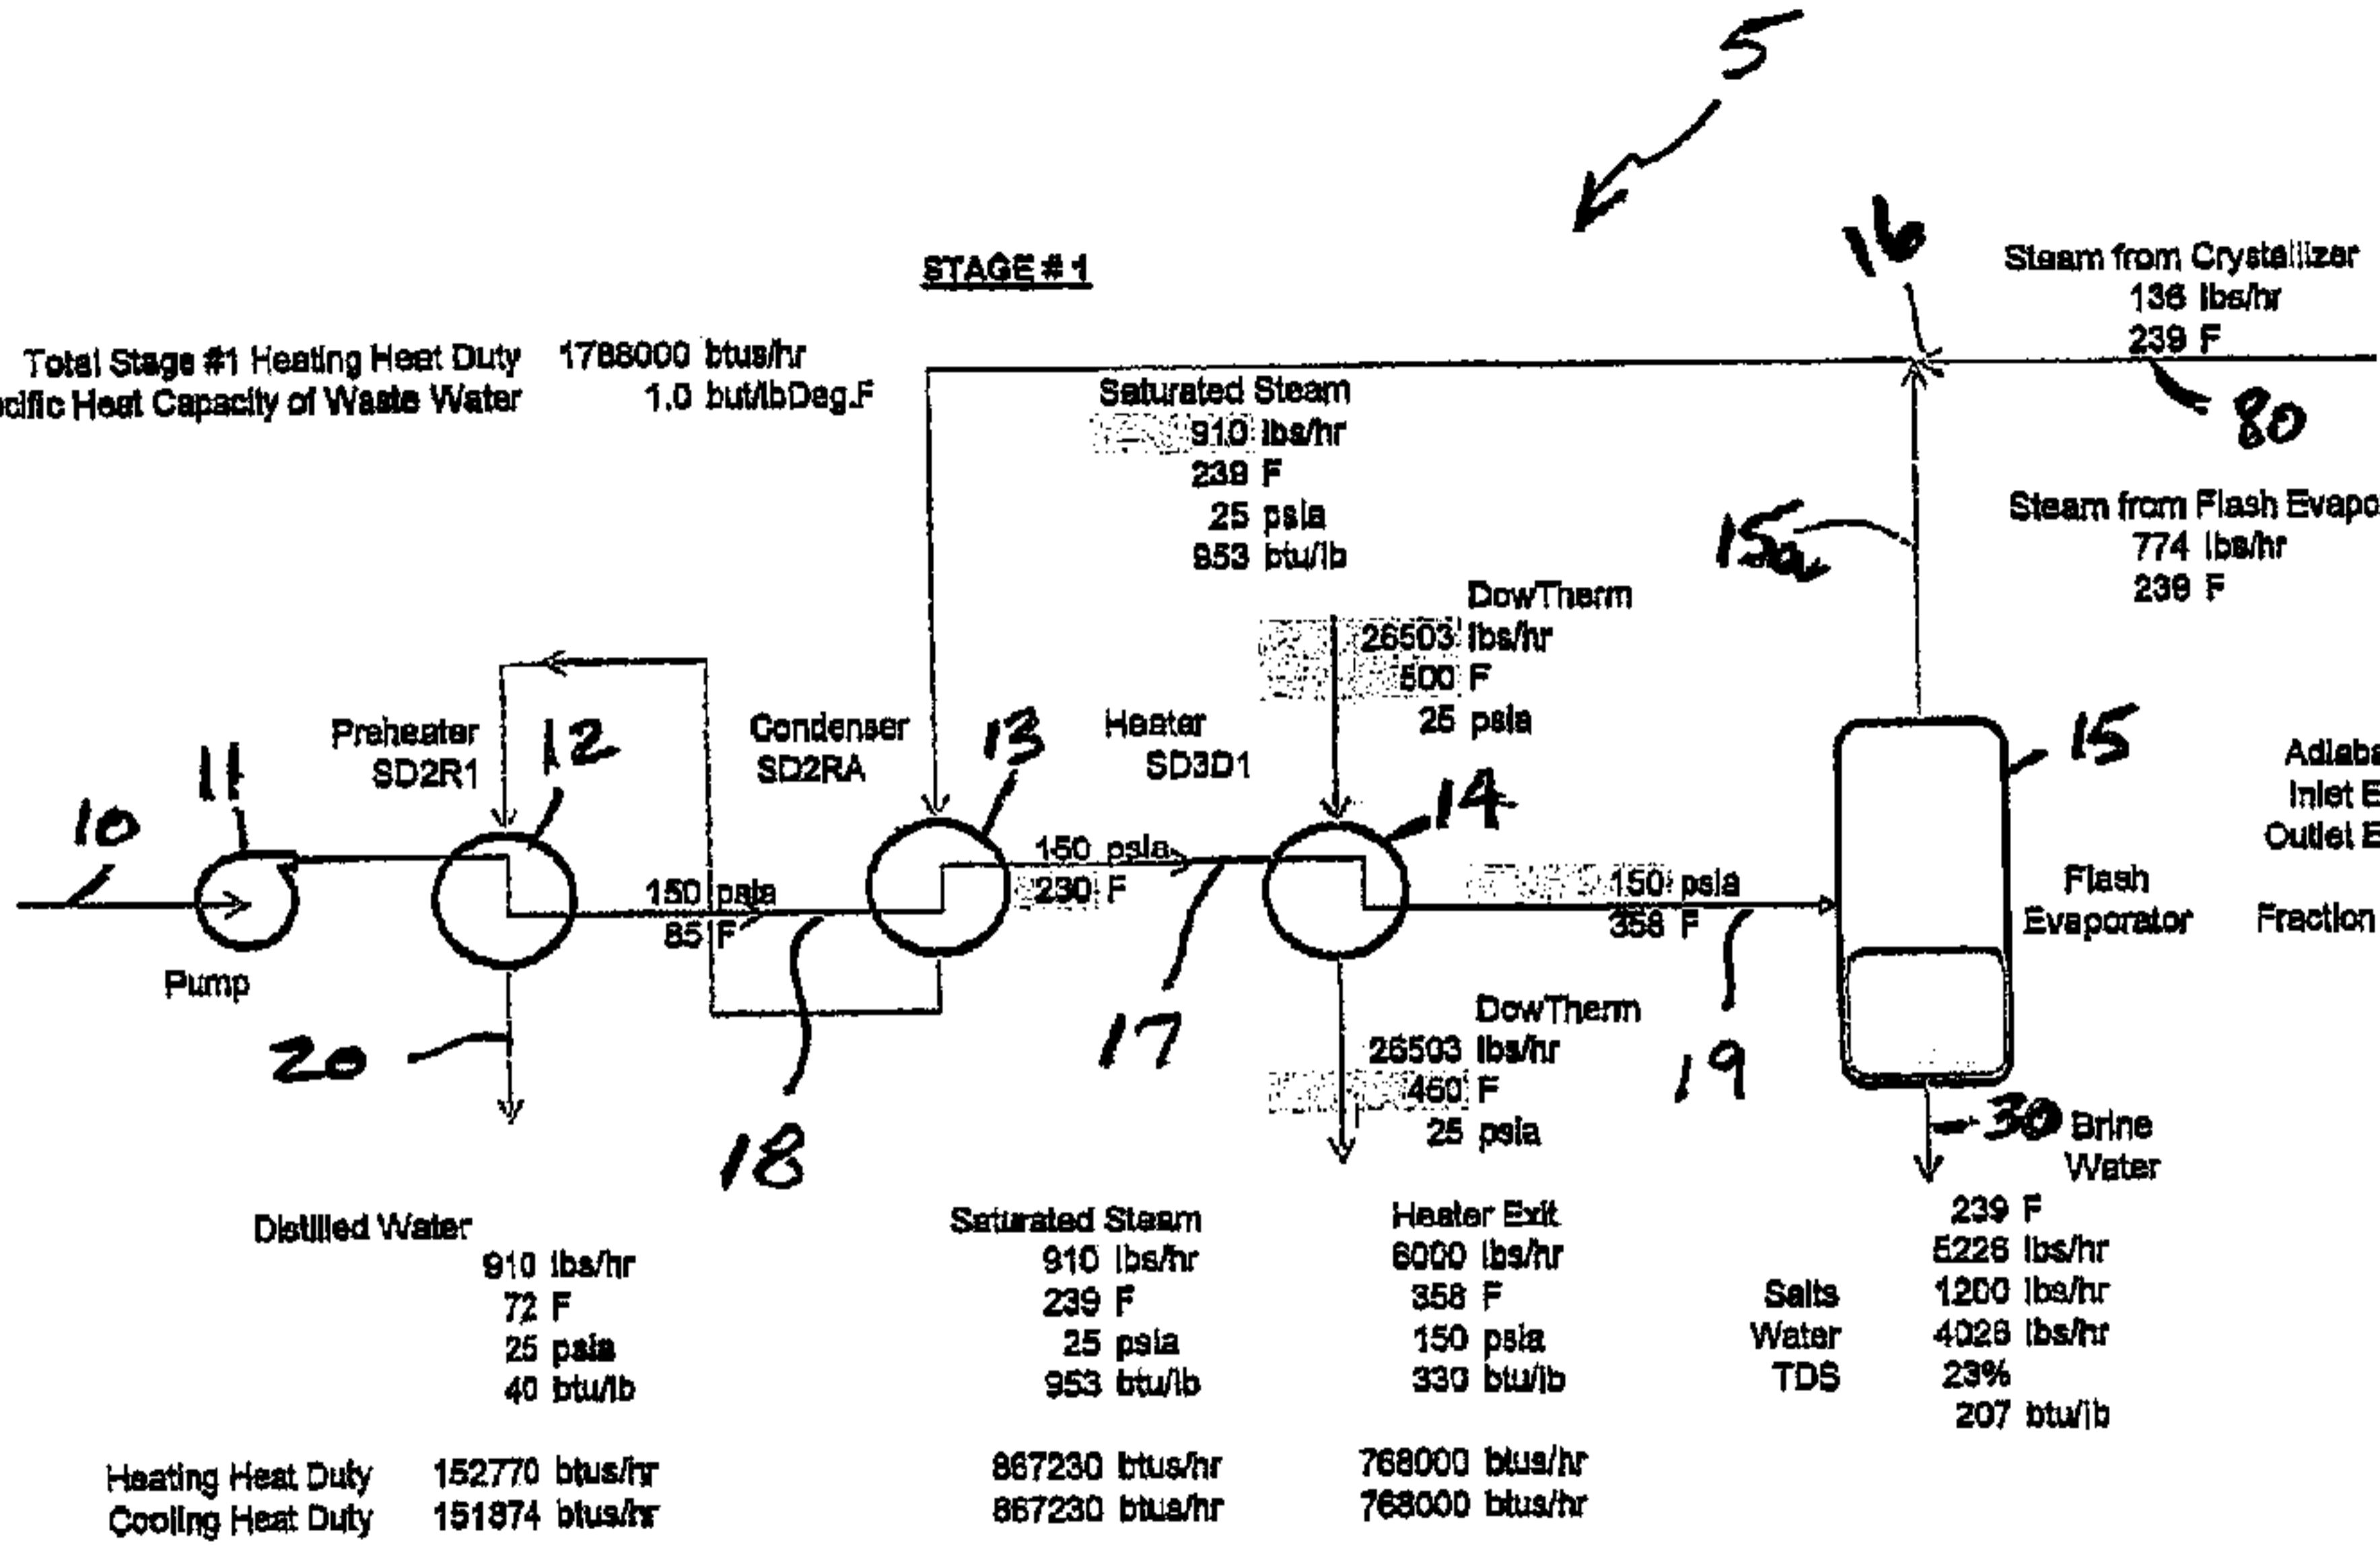 5
STAGE # 1
16
Steam from Crystallizer
136 lbs/hr
239 F
80
Total Stage #1 Heating Heat Duty 1788000 btus/hr
cific Heat Capacity of Waste Water 1.0 but/lbDeg.F
Saturated Steam
910 lbs/hr
239 F
25 psia
953 btu/lb
15a
Steam from Flash Evapo
774 lbs/hr
239 F
DowTherm
26503 lbs/hr
500 F
25 psia
Preheater
SD2R1
12
Condenser
SD2RA
13
Heater
SD3D1
14
15
Adiaba
Inlet E
Outlet E
10
11
Pump
150 psia
85 F
150 psia
230 F
150 psia
358 F
Flash
Evaporator
Fraction
20
18
17
19
DowTherm
26503 lbs/hr
460 F
25 psia
30
Brine
Water
Distilled Water
910 lbs/hr
72 F
25 psia
40 btu/lb
Saturated Steam
910 lbs/hr
239 F
25 psia
953 btu/lb
Heater Exit
6000 lbs/hr
358 F
150 psia
330 btu/lb
239 F
5226 lbs/hr
Salts 1200 lbs/hr
Water 4026 lbs/hr
TDS 23%
207 btu/lb
Heating Heat Duty 152770 btus/hr 867230 btus/hr 768000 btus/hr
Cooling Heat Duty 151874 btus/hr 867230 btus/hr 768000 btus/hr